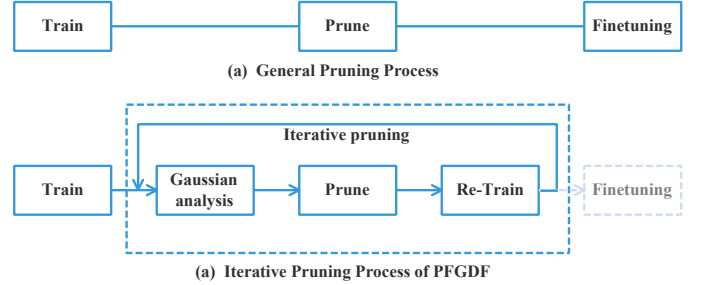 Train
Prune
Finetuning
(a) General Pruning Process
Iterative pruning
Train
Gaussian
analysis
Prune
Re-Train
Finetuning
(a) Iterative Pruning Process of PFGDF